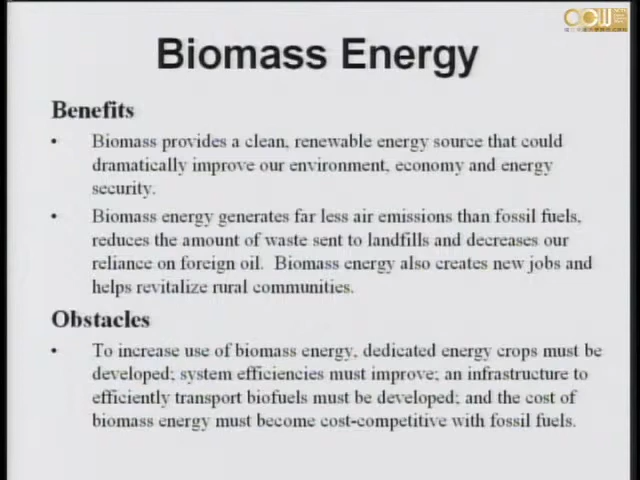 OCW
Biomass Energy
Benefits
• Biomass provides a clean, renewable energy source that could
dramatically improve our environment, economy and energy
security.
• Biomass energy generates far less air emissions than fossil fuels,
reduces the amount of waste sent to landfills and decreases our
reliance on foreign oil.  Biomass energy also creates new jobs and
helps revitalize rural communities.
Obstacles
• To increase use of biomass energy, dedicated energy crops must be
developed; system efficiencies must improve; an infrastructure to
efficiently transport biofuels must be developed; and the cost of
biomass energy must become cost-competitive with fossil fuels.